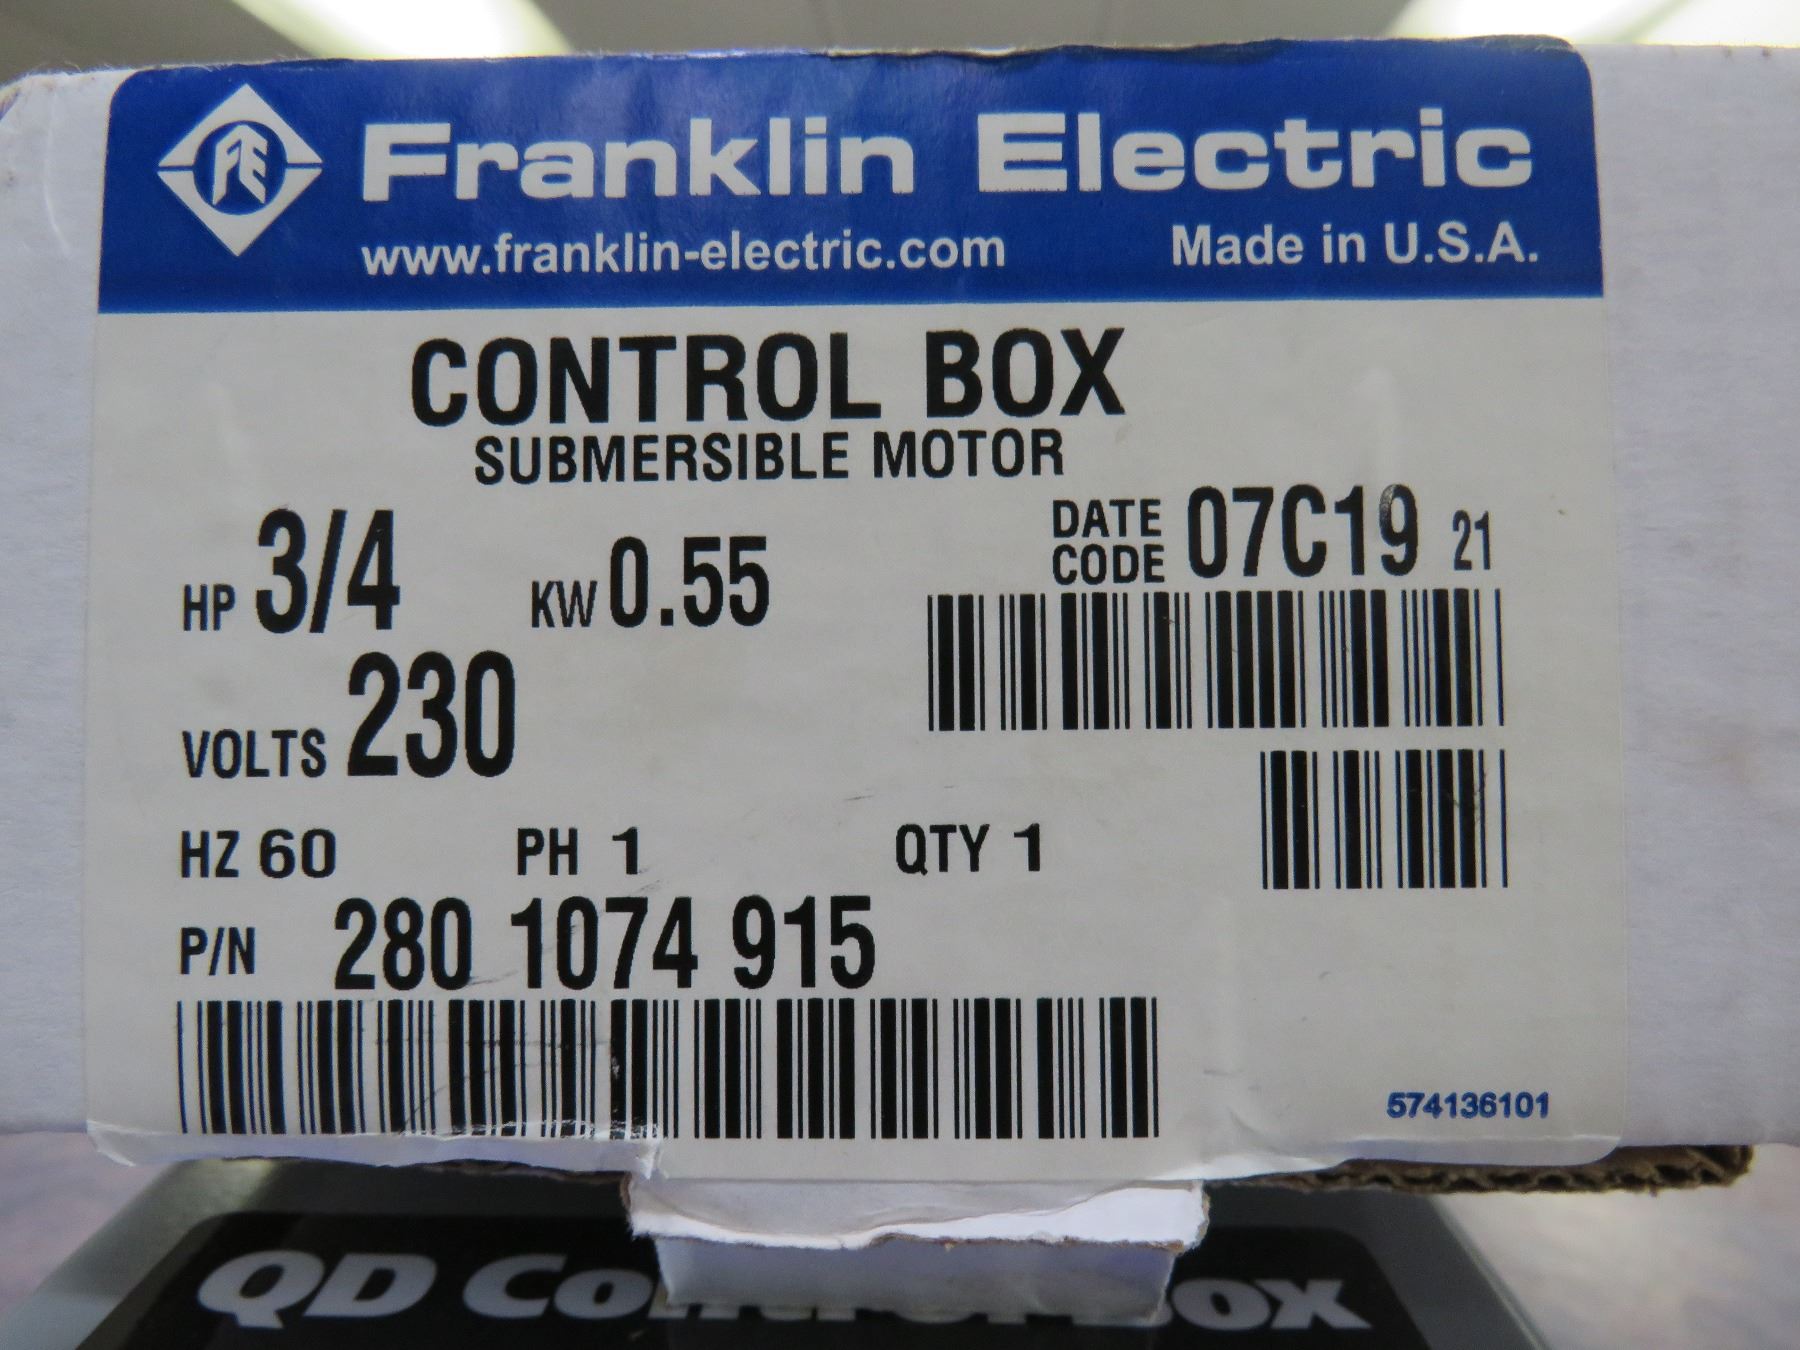 FE Franklin Electric
www.franklin-electric.com Made in U.S.A.
CONTROL BOX
SUBMERSIBLE MOTOR
HP 3/4 KW 0.55
DATE CODE 07C19 21
VOLTS 230
HZ 60 PH 1 QTY 1
P/N 280 1074 915
574136101
QD Control Box